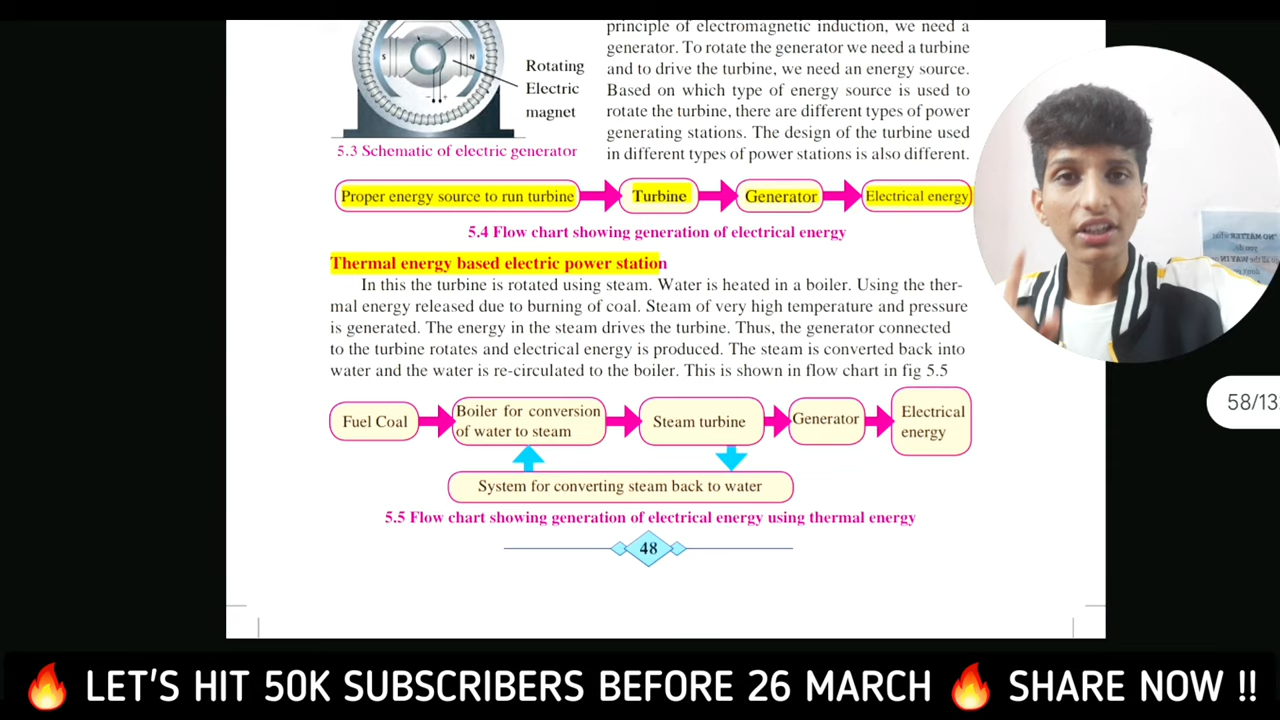 principle of electromagnetic induction, we need a
generator. To rotate the generator we need a turbine
and to drive the turbine, we need an energy source.
Based on which type of energy source is used to
rotate the turbine, there are different types of power
generating stations. The design of the turbine used
in different types of power stations is also different.
S
N
- +
Rotating
Electric
magnet
5.3 Schematic of electric generator
Proper energy source to run turbine
Turbine
Generator
Electrical energy
5.4 Flow chart showing generation of electrical energy
Thermal energy based electric power station
In this the turbine is rotated using steam. Water is heated in a boiler. Using the ther-
mal energy released due to burning of coal. Steam of very high temperature and pressure
is generated. The energy in the steam drives the turbine. Thus, the generator connected
to the turbine rotates and electrical energy is produced. The steam is converted back into
water and the water is re-circulated to the boiler. This is shown in flow chart in fig 5.5
Fuel Coal
Boiler for conversion
of water to steam
Steam turbine
Generator
Electrical
energy
System for converting steam back to water
5.5 Flow chart showing generation of electrical energy using thermal energy
48
"NO MATTER what
you do,
58/13
🔥 LET'S HIT 50K SUBSCRIBERS BEFORE 26 MARCH 🔥 SHARE NOW !!